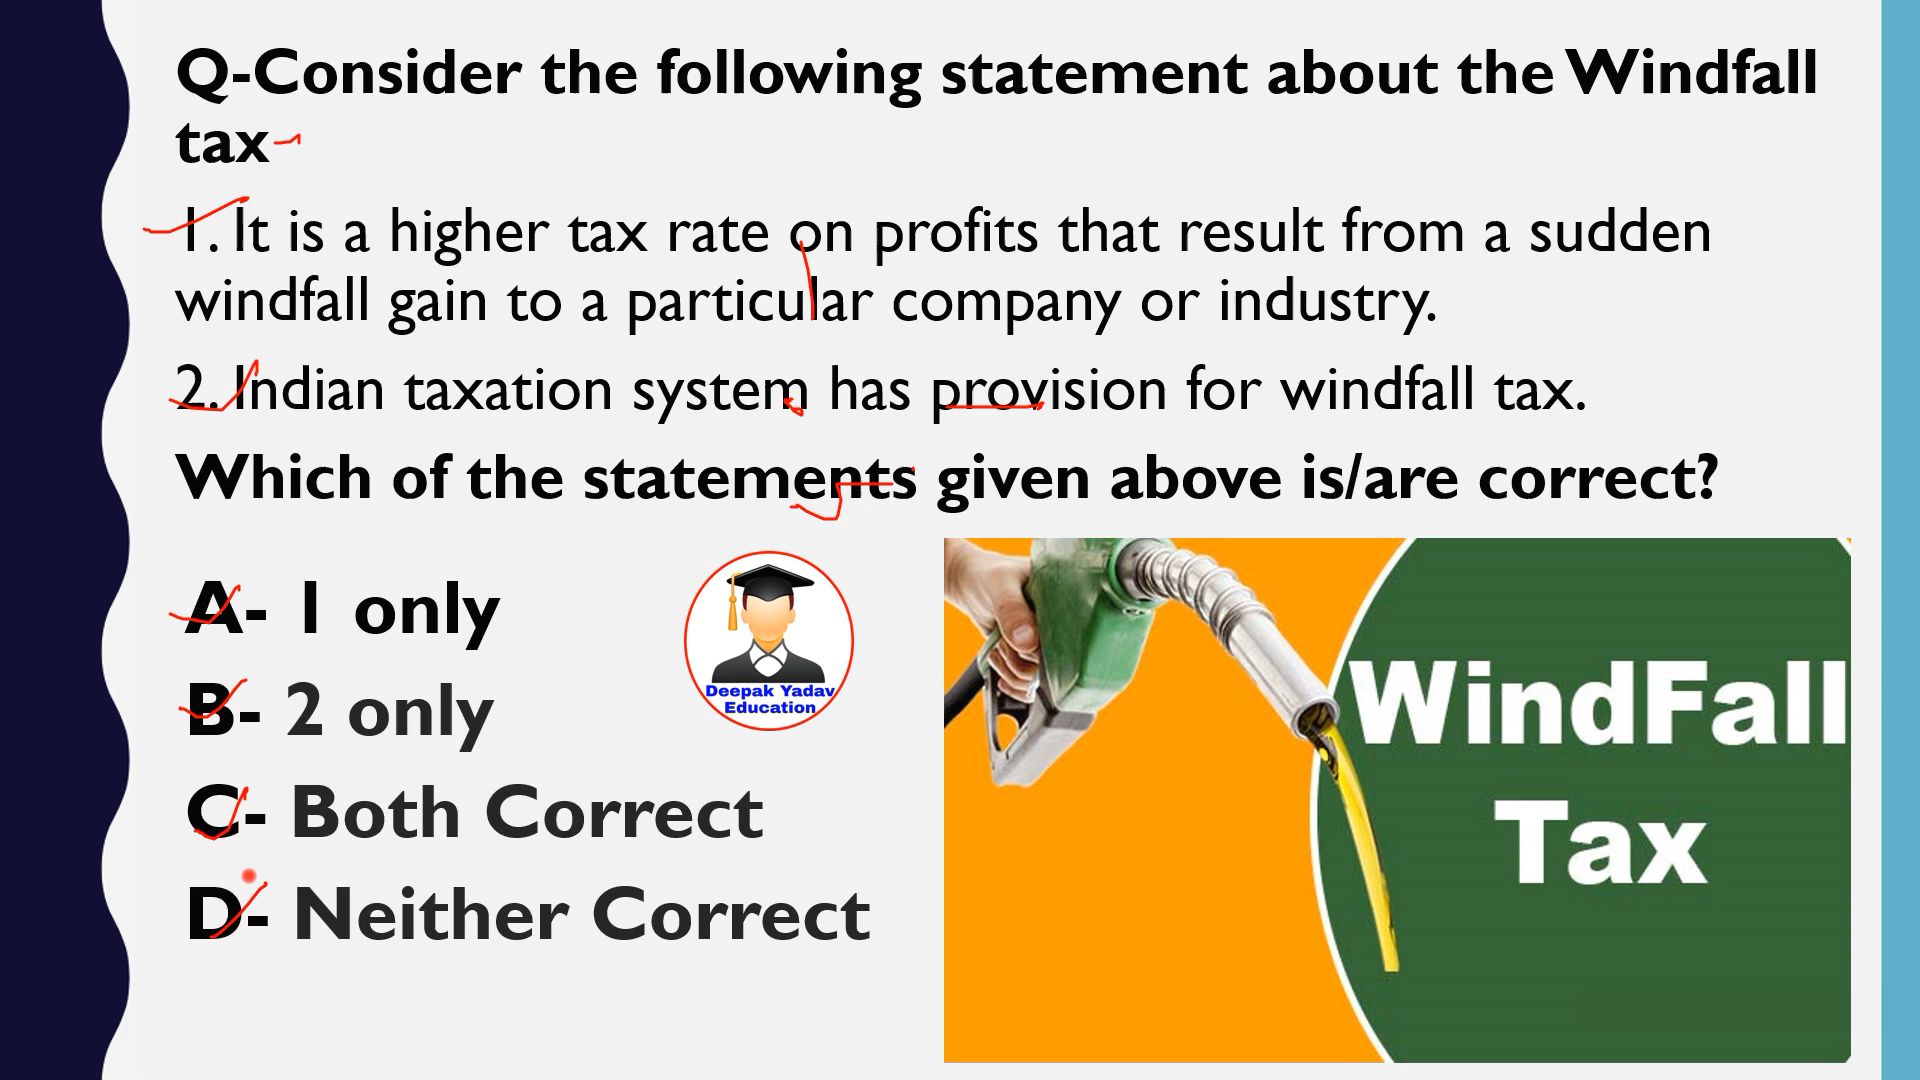 Q-Consider the following statement about the Windfall
tax
1. It is a higher tax rate on profits that result from a sudden
windfall gain to a particular company or industry.
2. Indian taxation system has provision for windfall tax.
Which of the statements given above is/are correct?
A- 1 only
B- 2 only
C- Both Correct
D- Neither Correct
Deepak Yadav
Education
WindFall
Tax